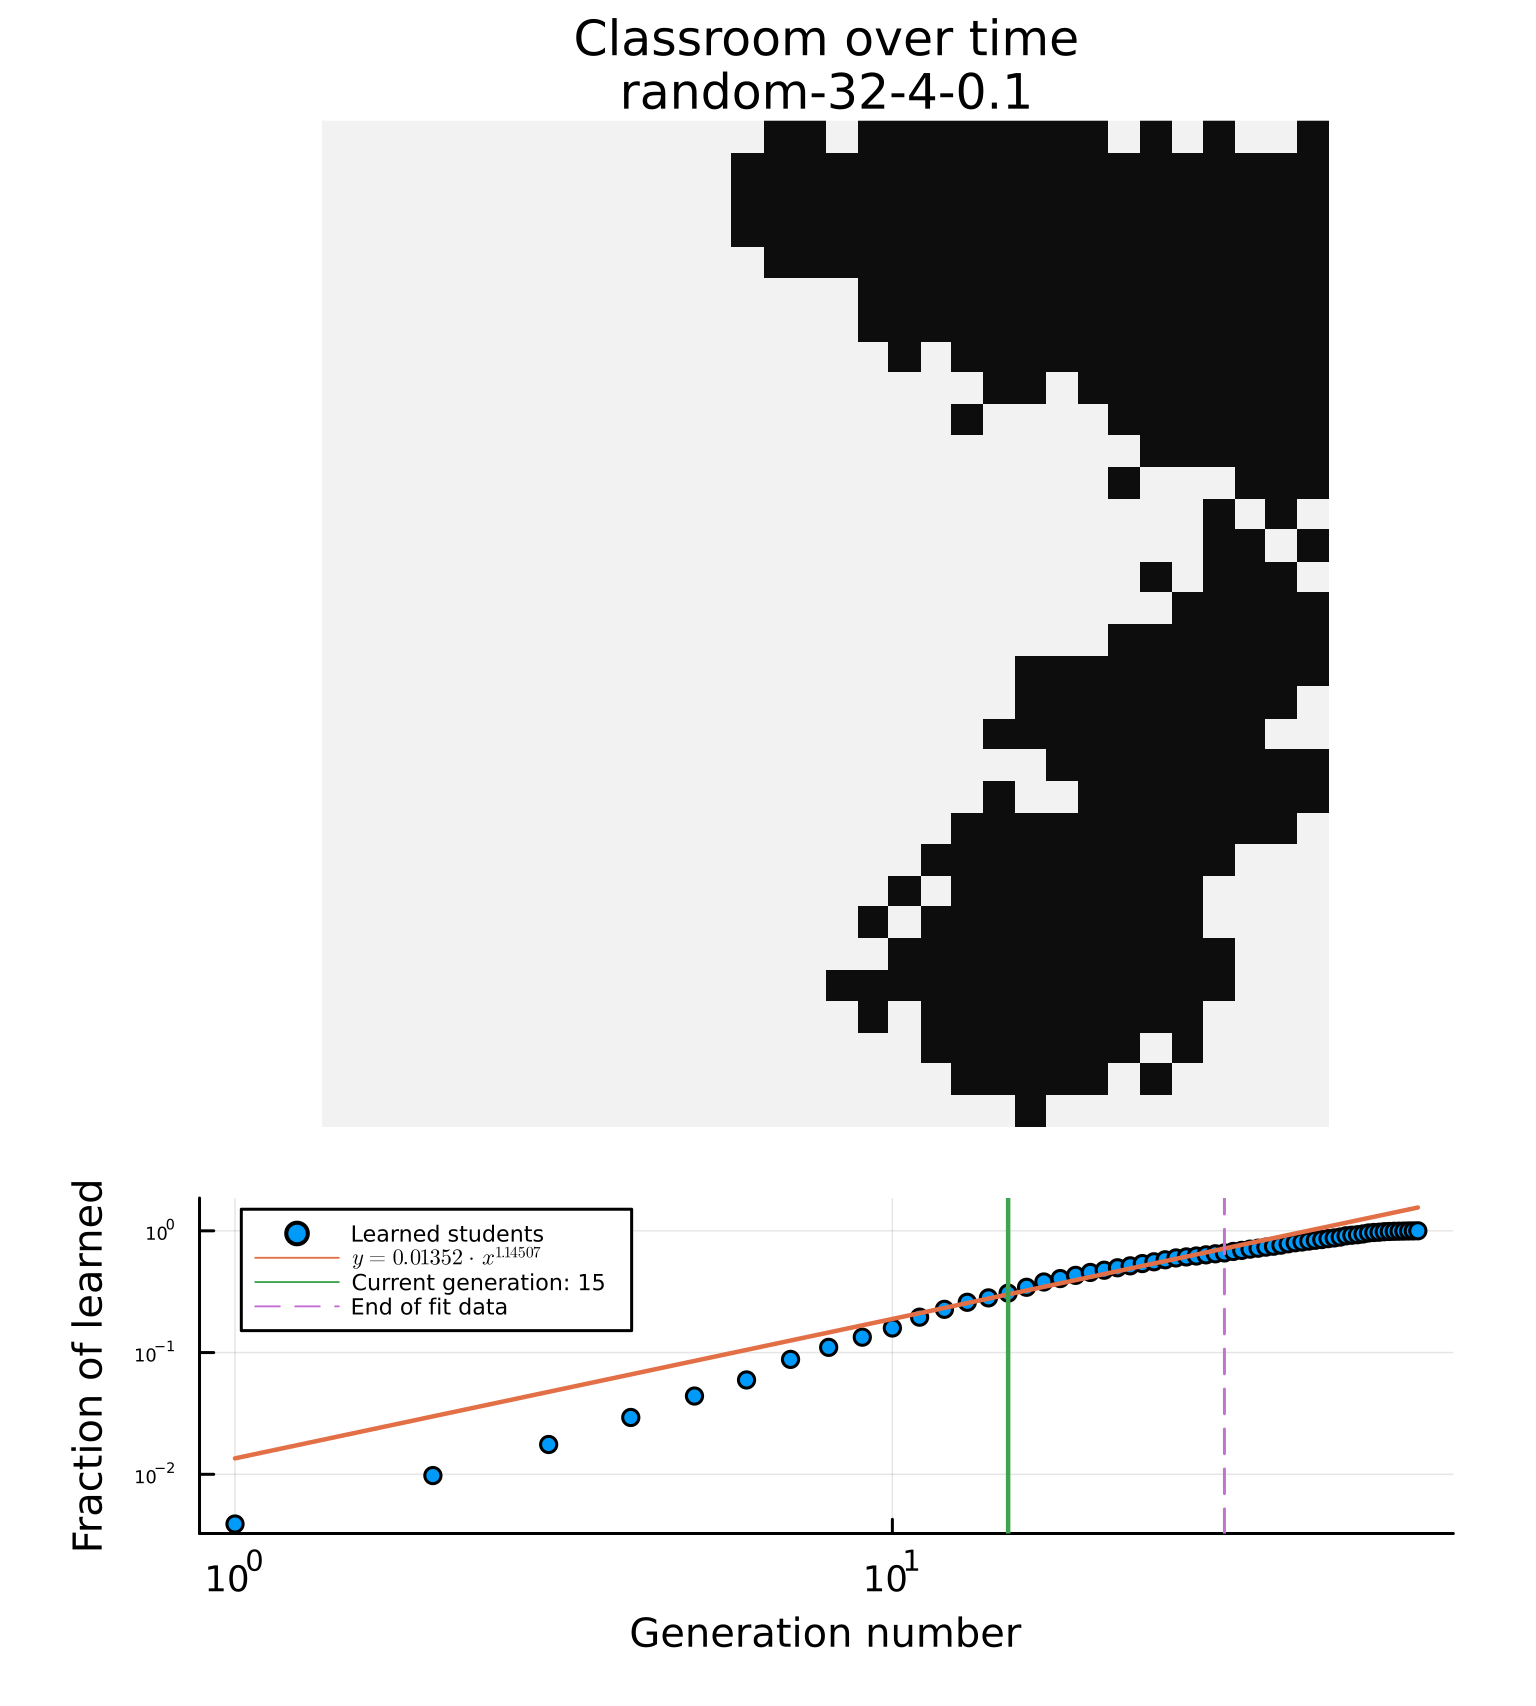 Classroom over time
random-32-4-0.1
Fraction of learned
10^0
10^-1
10^-2
Learned students
y = 0.01352 · x^1.14507
Current generation: 15
End of fit data
10^0
10^1
Generation number